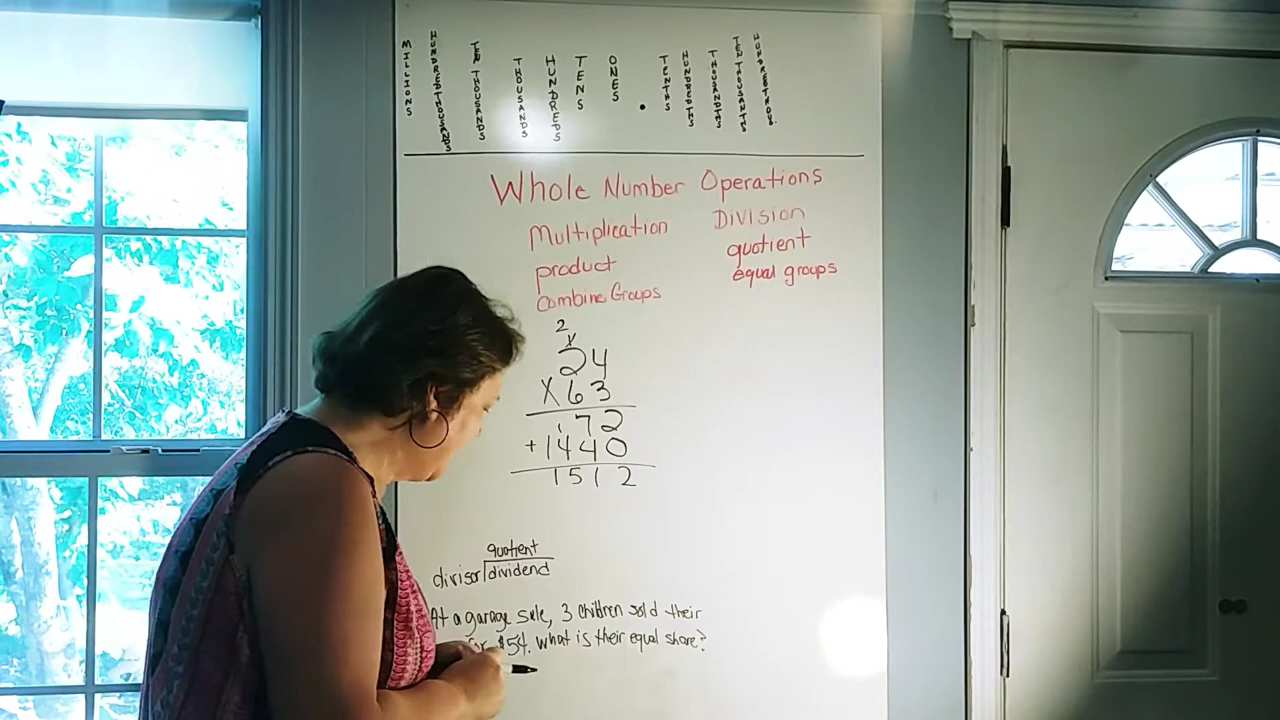 MILLIONS HUNDRED THOUSANDS TEN THOUSANDS THOUSANDS HUNDREDS TENS ONES . TENTHS HUNDREDTHS THOUSANDTHS TEN THOUSANDTHS
Whole Number Operations
Multiplication Division
product quotient
Combine Groups equal groups
2
24
X 63
72
+1440
1512
quotient
divisor dividend
At a garage sale, 3 children sold their
for $54. what is their equal share?